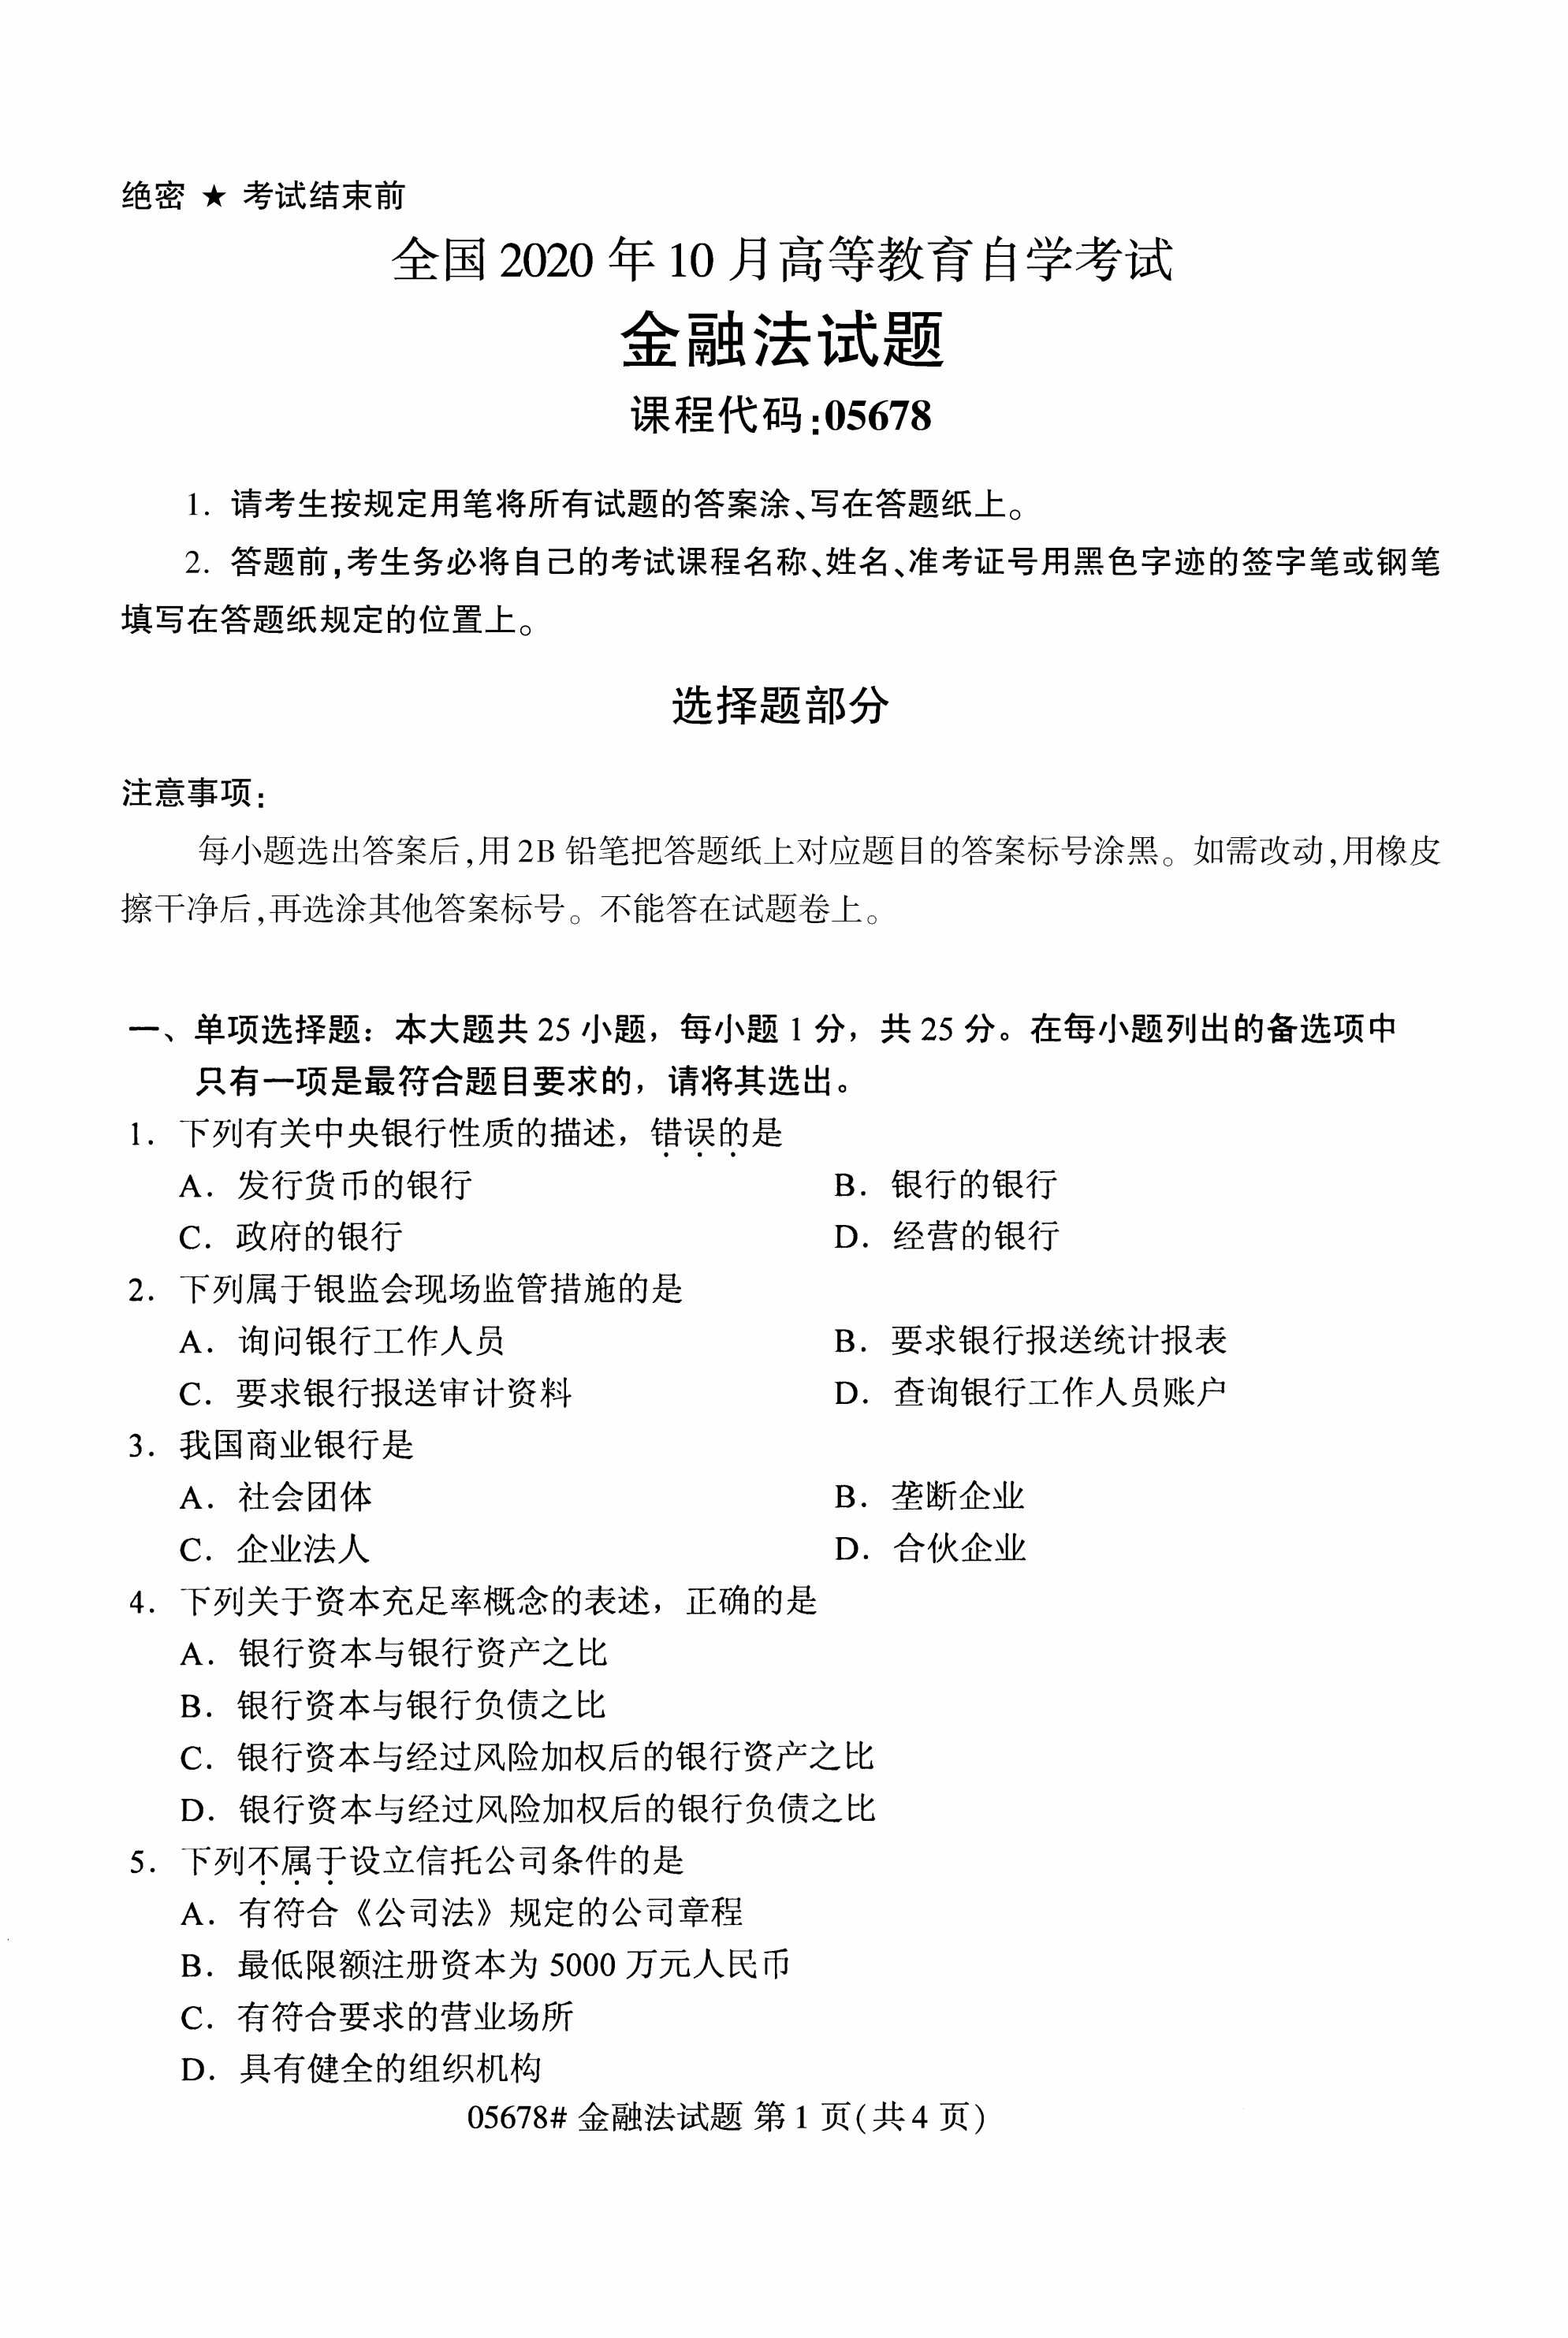 绝密 ★ 考试结束前
全国 2020 年 10 月高等教育自学考试
金融法试题
课程代码:05678
1. 请考生按规定用笔将所有试题的答案涂、写在答题纸上。
2. 答题前,考生务必将自己的考试课程名称、姓名、准考证号用黑色字迹的签字笔或钢笔
填写在答题纸规定的位置上。
选择题部分
注意事项:
每小题选出答案后,用 2B 铅笔把答题纸上对应题目的答案标号涂黑。如需改动,用橡皮
擦干净后,再选涂其他答案标号。不能答在试题卷上。
一、单项选择题：本大题共 25 小题，每小题 1 分，共 25 分。在每小题列出的备选项中
只有一项是最符合题目要求的，请将其选出。
1. 下列有关中央银行性质的描述，错误的是
A. 发行货币的银行 B. 银行的银行
C. 政府的银行 D. 经营的银行
2. 下列属于银监会现场监管措施的是
A. 询问银行工作人员 B. 要求银行报送统计报表
C. 要求银行报送审计资料 D. 查询银行工作人员账户
3. 我国商业银行是
A. 社会团体 B. 垄断企业
C. 企业法人 D. 合伙企业
4. 下列关于资本充足率概念的表述，正确的是
A. 银行资本与银行资产之比
B. 银行资本与银行负债之比
C. 银行资本与经过风险加权后的银行资产之比
D. 银行资本与经过风险加权后的银行负债之比
5. 下列不属于设立信托公司条件的是
A. 有符合《公司法》规定的公司章程
B. 最低限额注册资本为 5000 万元人民币
C. 有符合要求的营业场所
D. 具有健全的组织机构
05678# 金融法试题 第 1 页(共 4 页)